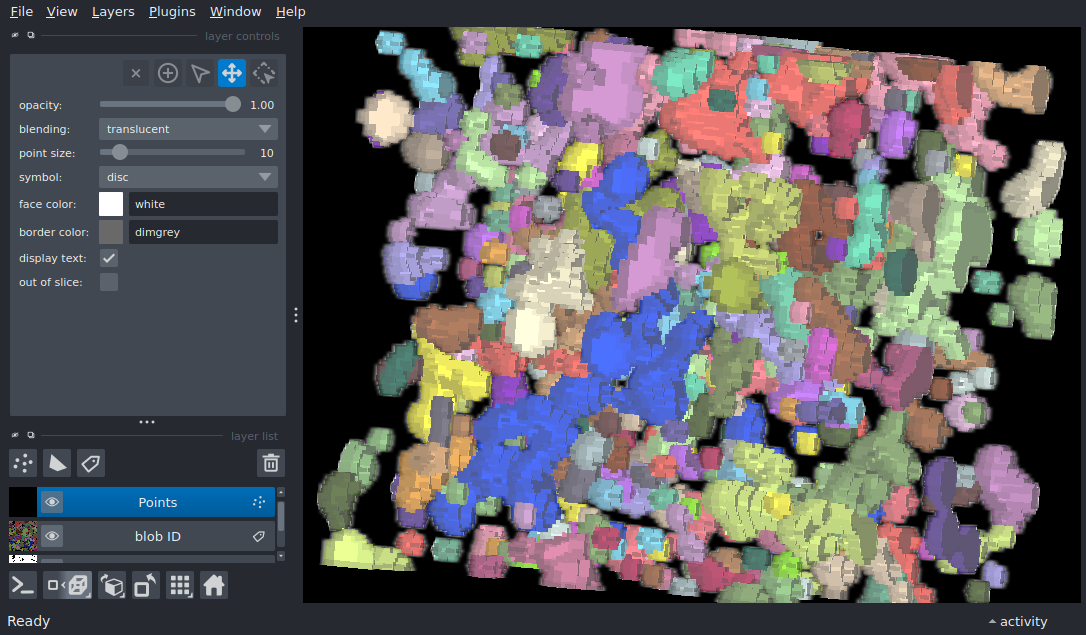 File View Layers Plugins Window Help
layer controls
opacity: 1.00
blending: translucent
point size: 10
symbol: disc
face color: white
border color: dimgrey
display text:
out of slice:
layer list
Points
blob ID
Ready
activity